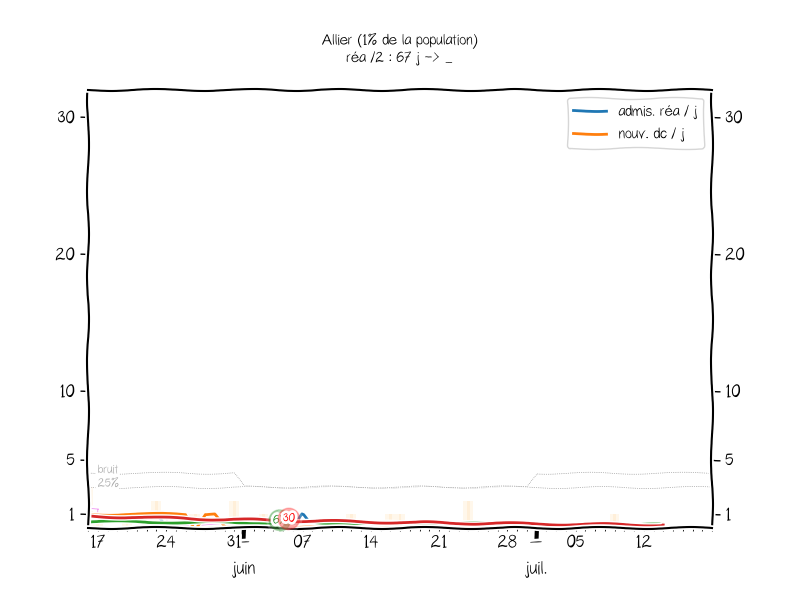 Allier (1% de la population)
réa /2 : 67 j -> _
admis. réa / j
nouv. dc / j
30
30
20
20
10
10
5
5
bruit
25%
1
1
6
30
17 24 31 07 14 21 28 05 12
juin juil.